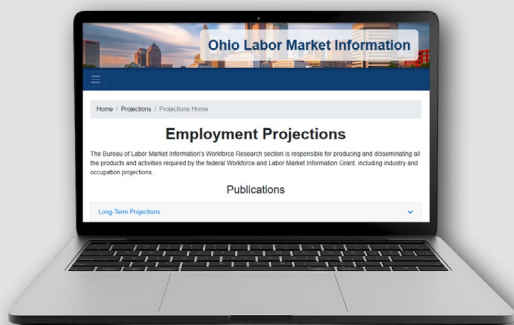 Ohio Labor Market Information
Home / Projections / Projections Home
Employment Projections
The Bureau of Labor Market Information's Workforce Research section is responsible for producing and disseminating all
the products and activities required by the federal Workforce and Labor Market Information Grant, including industry and
occupation projections.
Publications
Long-Term Projections